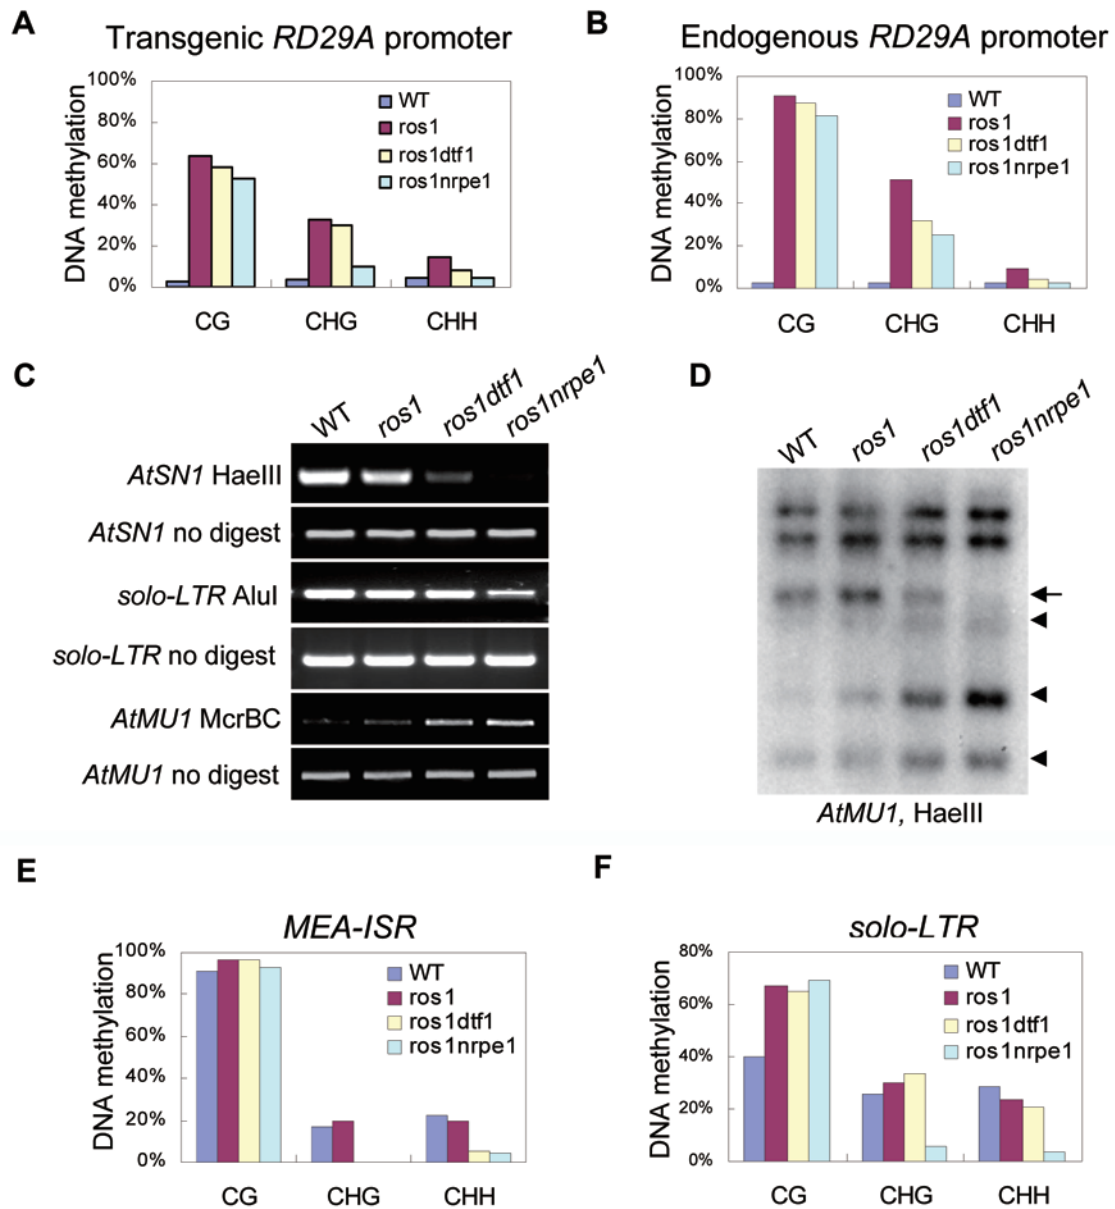 A
Transgenic RD29A promoter
DNA methylation
100%
80%
60%
40%
20%
0%
WT
ros1
ros1dtf1
ros1nrpe1
CG
CHG
CHH
B
Endogenous RD29A promoter
DNA methylation
100%
80%
60%
40%
20%
0%
WT
ros1
ros1dtf1
ros1nrpe1
CG
CHG
CHH
C
WT
ros1
ros1dtf1
ros1nrpe1
AtSN1 HaeIII
AtSN1 no digest
solo-LTR AluI
solo-LTR no digest
AtMU1 McrBC
AtMU1 no digest
D
WT
ros1
ros1dtf1
ros1nrpe1
AtMU1, HaeIII
E
MEA-ISR
DNA methylation
100%
80%
60%
40%
20%
0%
WT
ros1
ros1dtf1
ros1nrpe1
CG
CHG
CHH
F
solo-LTR
DNA methylation
80%
60%
40%
20%
0%
WT
ros1
ros1dtf1
ros1nrpe1
CG
CHG
CHH